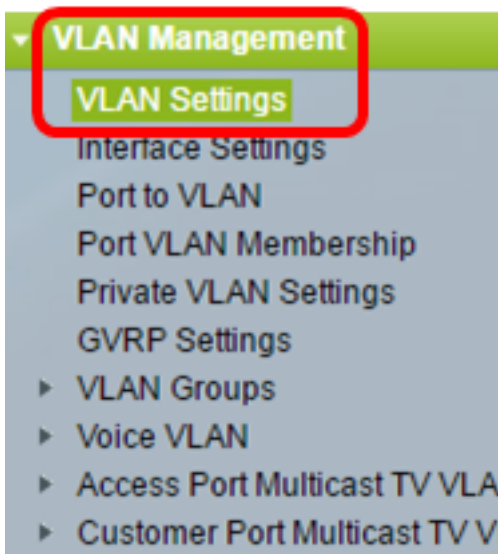 VLAN Management
VLAN Settings
Interface Settings
Port to VLAN
Port VLAN Membership
Private VLAN Settings
GVRP Settings
VLAN Groups
Voice VLAN
Access Port Multicast TV VLA
Customer Port Multicast TV V